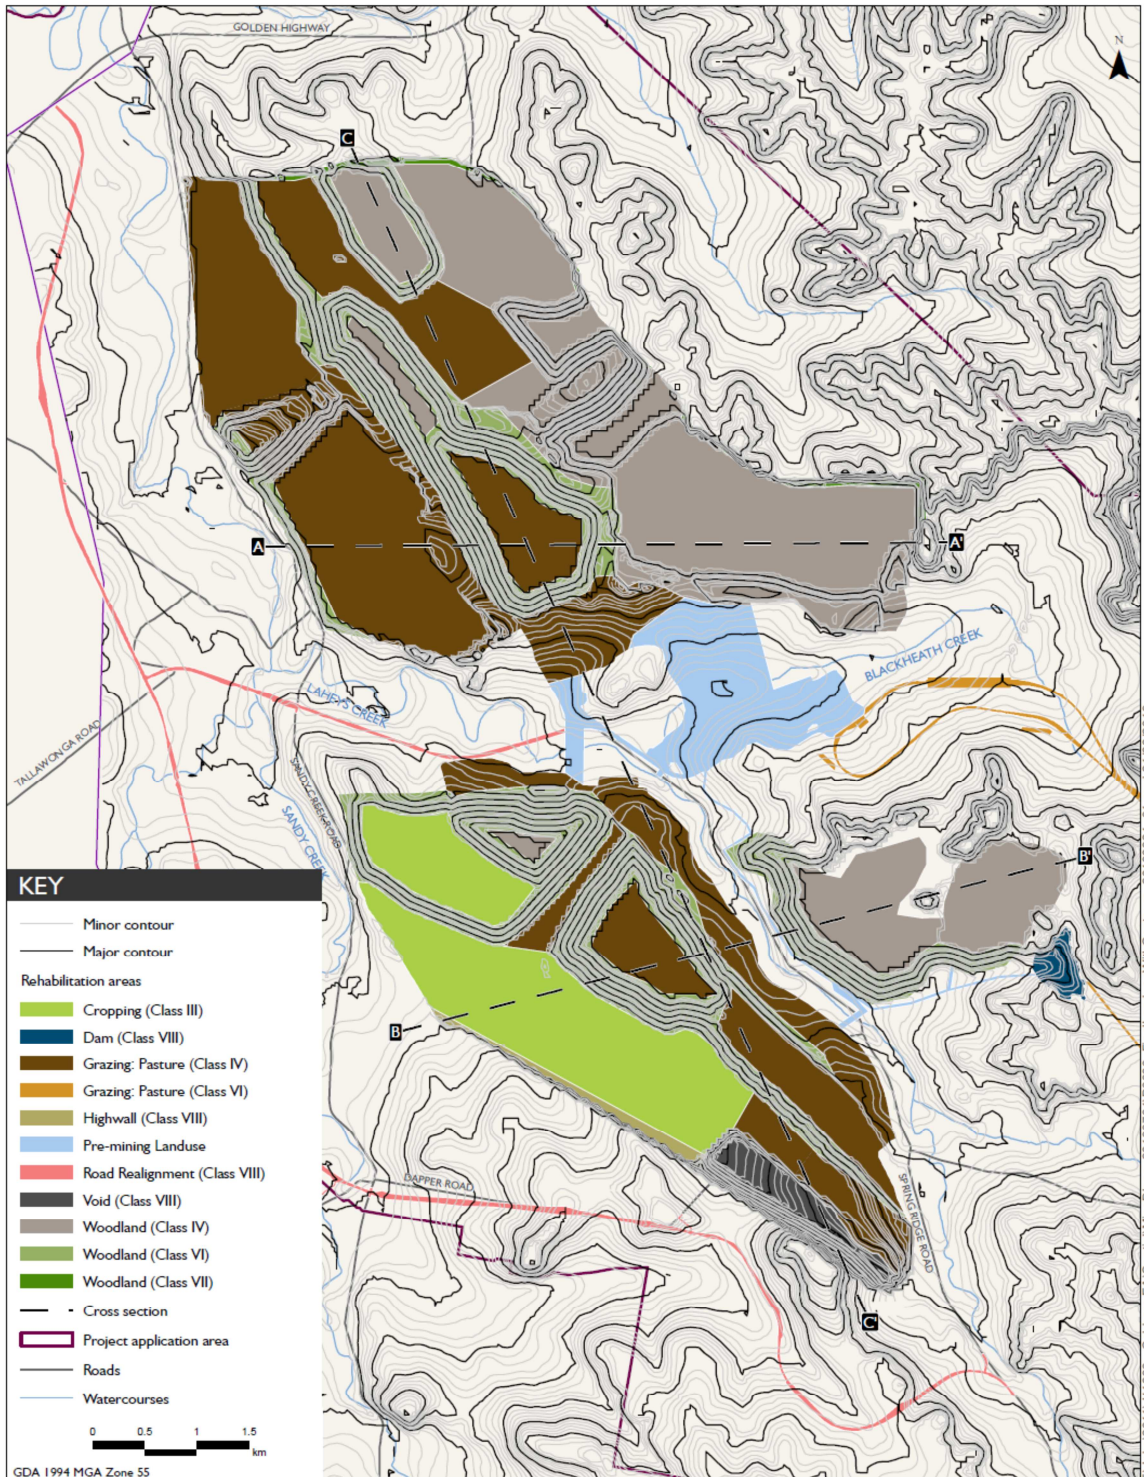 GOLDEN HIGHWAY
N
C
A
A'
BLACKHEATH CREEK
LAHEYS CREEK
TALLAWONGA ROAD
SANDY CREEK ROAD
SANDY CREEK
B'
B
DAPPER ROAD
SPRING RIDGE ROAD
C'
KEY
Minor contour
Major contour
Rehabilitation areas
Cropping (Class III)
Dam (Class VIII)
Grazing: Pasture (Class IV)
Grazing: Pasture (Class VI)
Highwall (Class VIII)
Pre-mining Landuse
Road Realignment (Class VIII)
Void (Class VIII)
Woodland (Class IV)
Woodland (Class VI)
Woodland (Class VII)
Cross section
Project application area
Roads
Watercourses
0 0.5 1 1.5
km
GDA 1994 MGA Zone 55